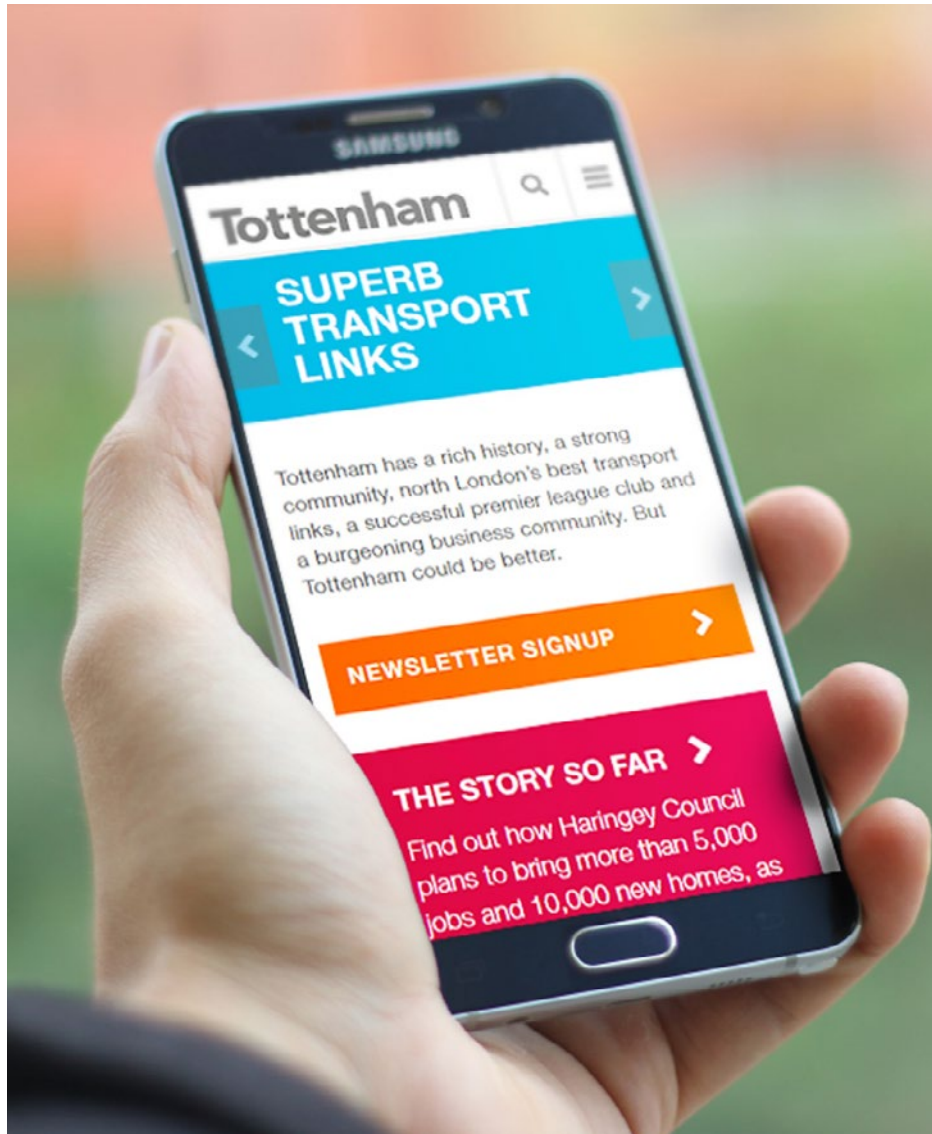 SAMSUNG
Tottenham
SUPERB
TRANSPORT
LINKS
Tottenham has a rich history, a strong
community, north London's best transport
links, a successful premier league club and
a burgeoning business community. But
Tottenham could be better.
NEWSLETTER SIGNUP
THE STORY SO FAR
Find out how Haringey Council
plans to bring more than 5,000
jobs and 10,000 new homes, as